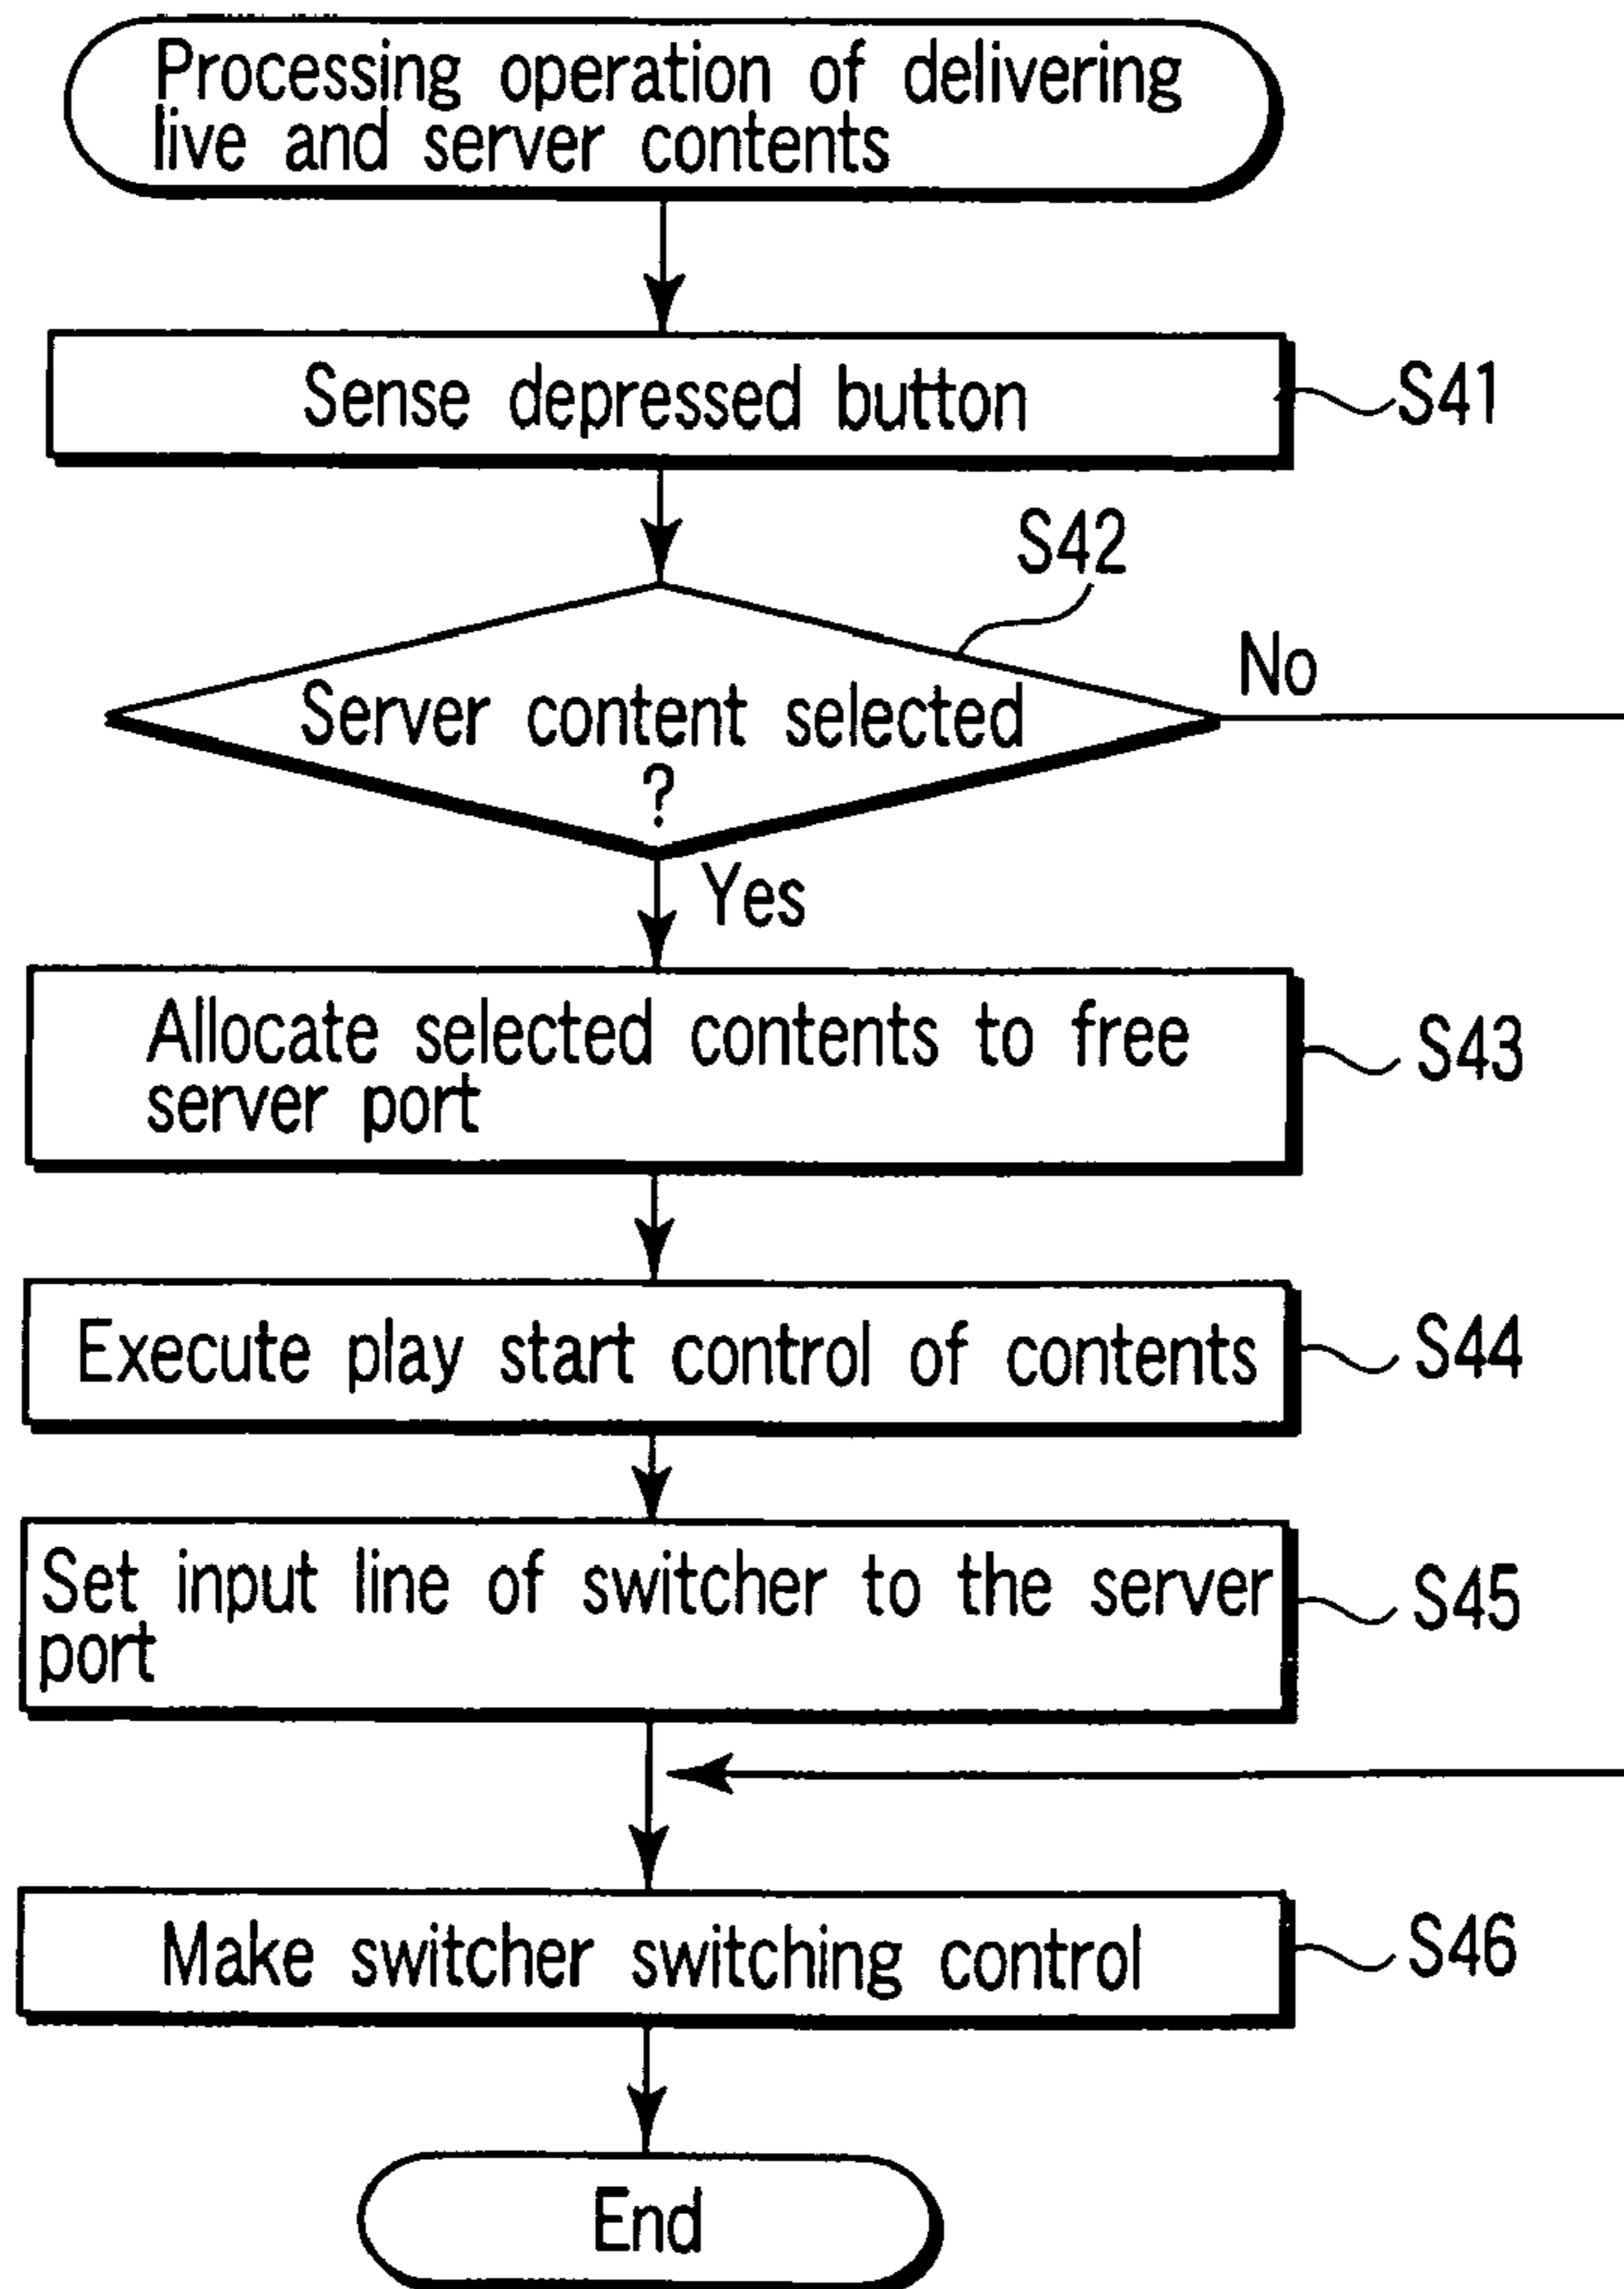 Processing operation of delivering
live and server contents
Sense depressed button
S41
S42
No
Server content selected
?
Yes
Allocate selected contents to free
server port
S43
Execute play start control of contents
S44
Set input line of switcher to the server
port
S45
Make switcher switching control
S46
End